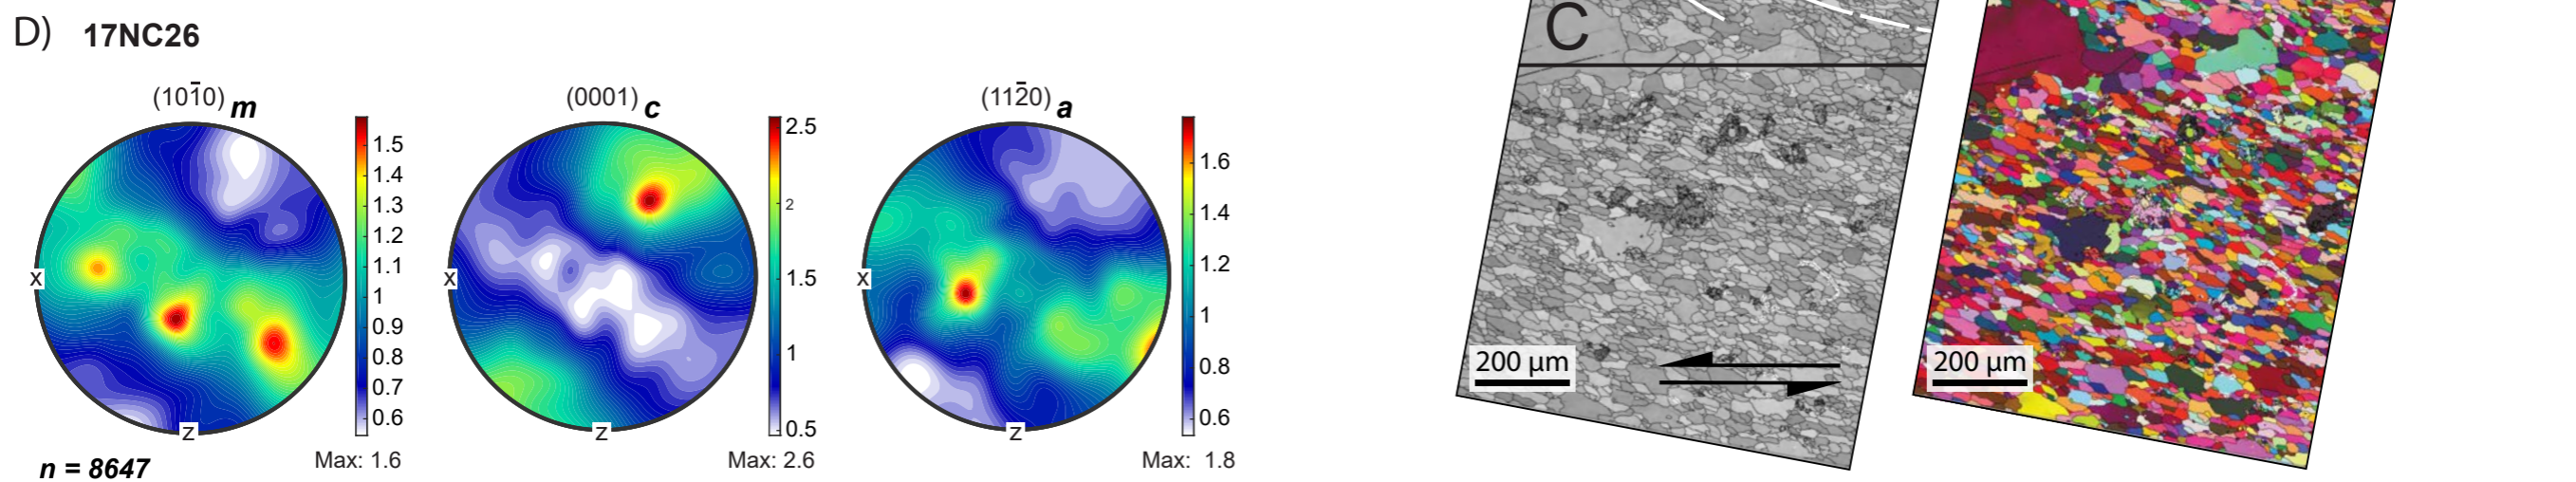 D) 17NC26
(101̄0) m
X
Z
1.5
1.4
1.3
1.2
1.1
1
0.9
0.8
0.7
0.6
Max: 1.6
n = 8647
(0001) c
X
Z
2.5
2
1.5
1
0.5
Max: 2.6
(112̄0) a
X
Z
1.6
1.4
1.2
1
0.8
0.6
Max: 1.8
C
200 µm
200 µm